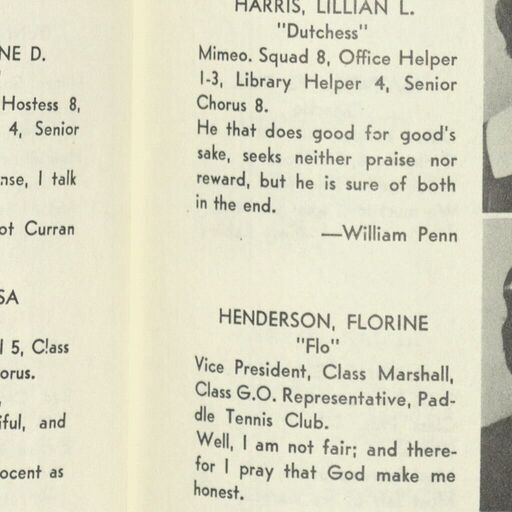 NE D.
Hostess 8,
4, Senior
nse, I talk
ot Curran
SA
l 5, Class
orus.
iful, and
ocent as
HARRIS, LILLIAN L.
"Dutchess"
Mimeo. Squad 8, Office Helper
1-3, Library Helper 4, Senior
Chorus 8.
He that does good for good's
sake, seeks neither praise nor
reward, but he is sure of both
in the end.
—William Penn
HENDERSON, FLORINE
"Flo"
Vice President, Class Marshall,
Class G.O. Representative, Pad-
dle Tennis Club.
Well, I am not fair; and there-
for I pray that God make me
honest.